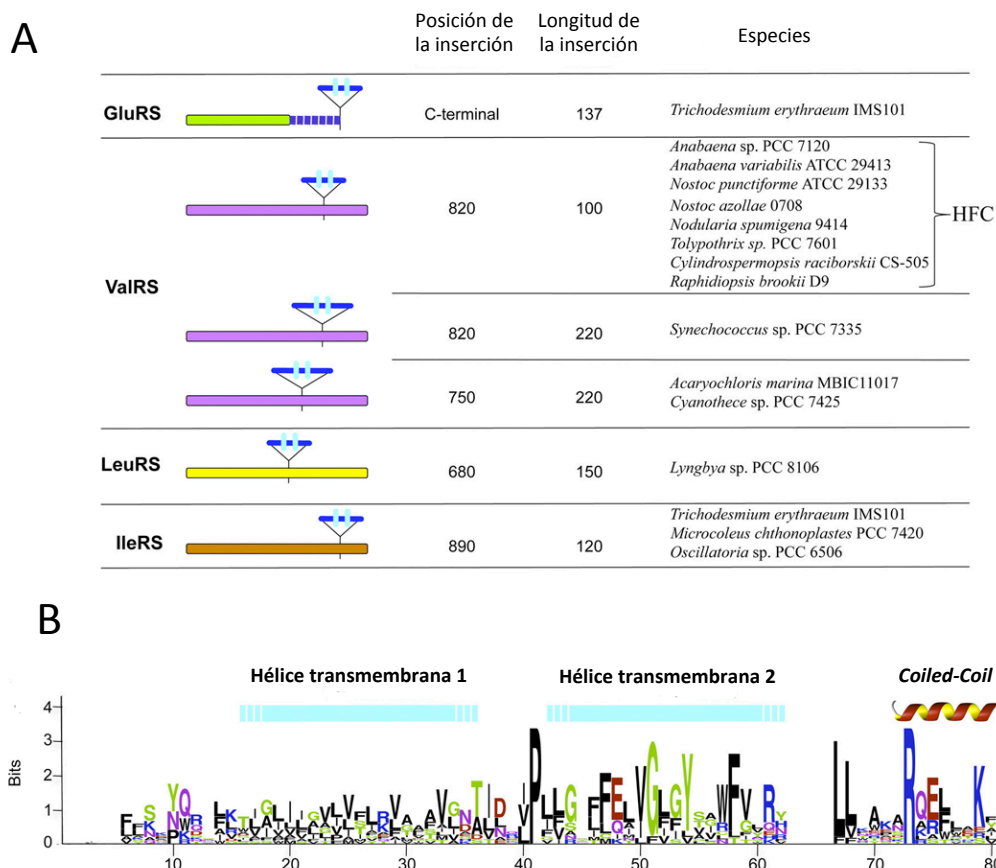 A
Posición de
la inserción
Longitud de
la inserción
Especies
GluRS
C-terminal
137
Trichodesmium erythraeum IMS101
ValRS
820
100
Anabaena sp. PCC 7120
Anabaena variabilis ATCC 29413
Nostoc punctiforme ATCC 29133
Nostoc azollae 0708
Nodularia spumigena 9414
Tolypothrix sp. PCC 7601
Cylindrospermopsis raciborskii CS-505
Raphidiopsis brookii D9
HFC
820
220
Synechococcus sp. PCC 7335
750
220
Acaryochloris marina MBIC11017
Cyanothece sp. PCC 7425
LeuRS
680
150
Lyngbya sp. PCC 8106
IleRS
890
120
Trichodesmium erythraeum IMS101
Microcoleus chthonoplastes PCC 7420
Oscillatoria sp. PCC 6506
B
Hélice transmembrana 1
Hélice transmembrana 2
Coiled-Coil
Bits
4
3
2
1
0
10 20 30 40 50 60 70 80